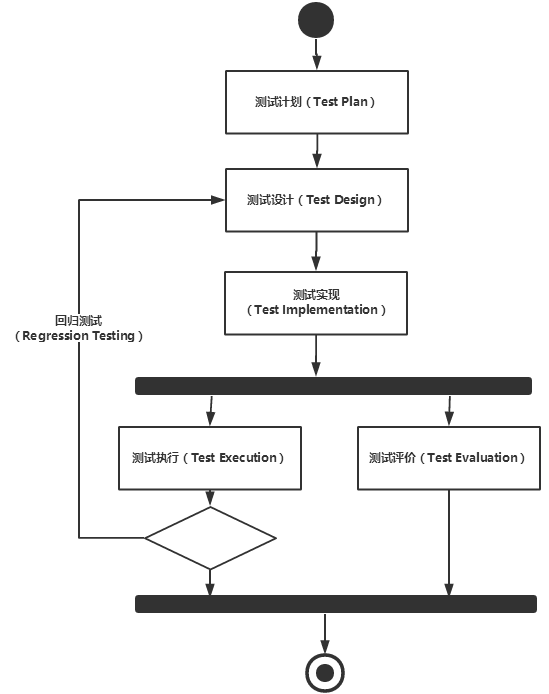 测试计划（Test Plan）
测试设计（Test Design）
测试实现
（Test Implementation）
回归测试
（Regression Testing）
测试执行（Test Execution）
测试评价（Test Evaluation）